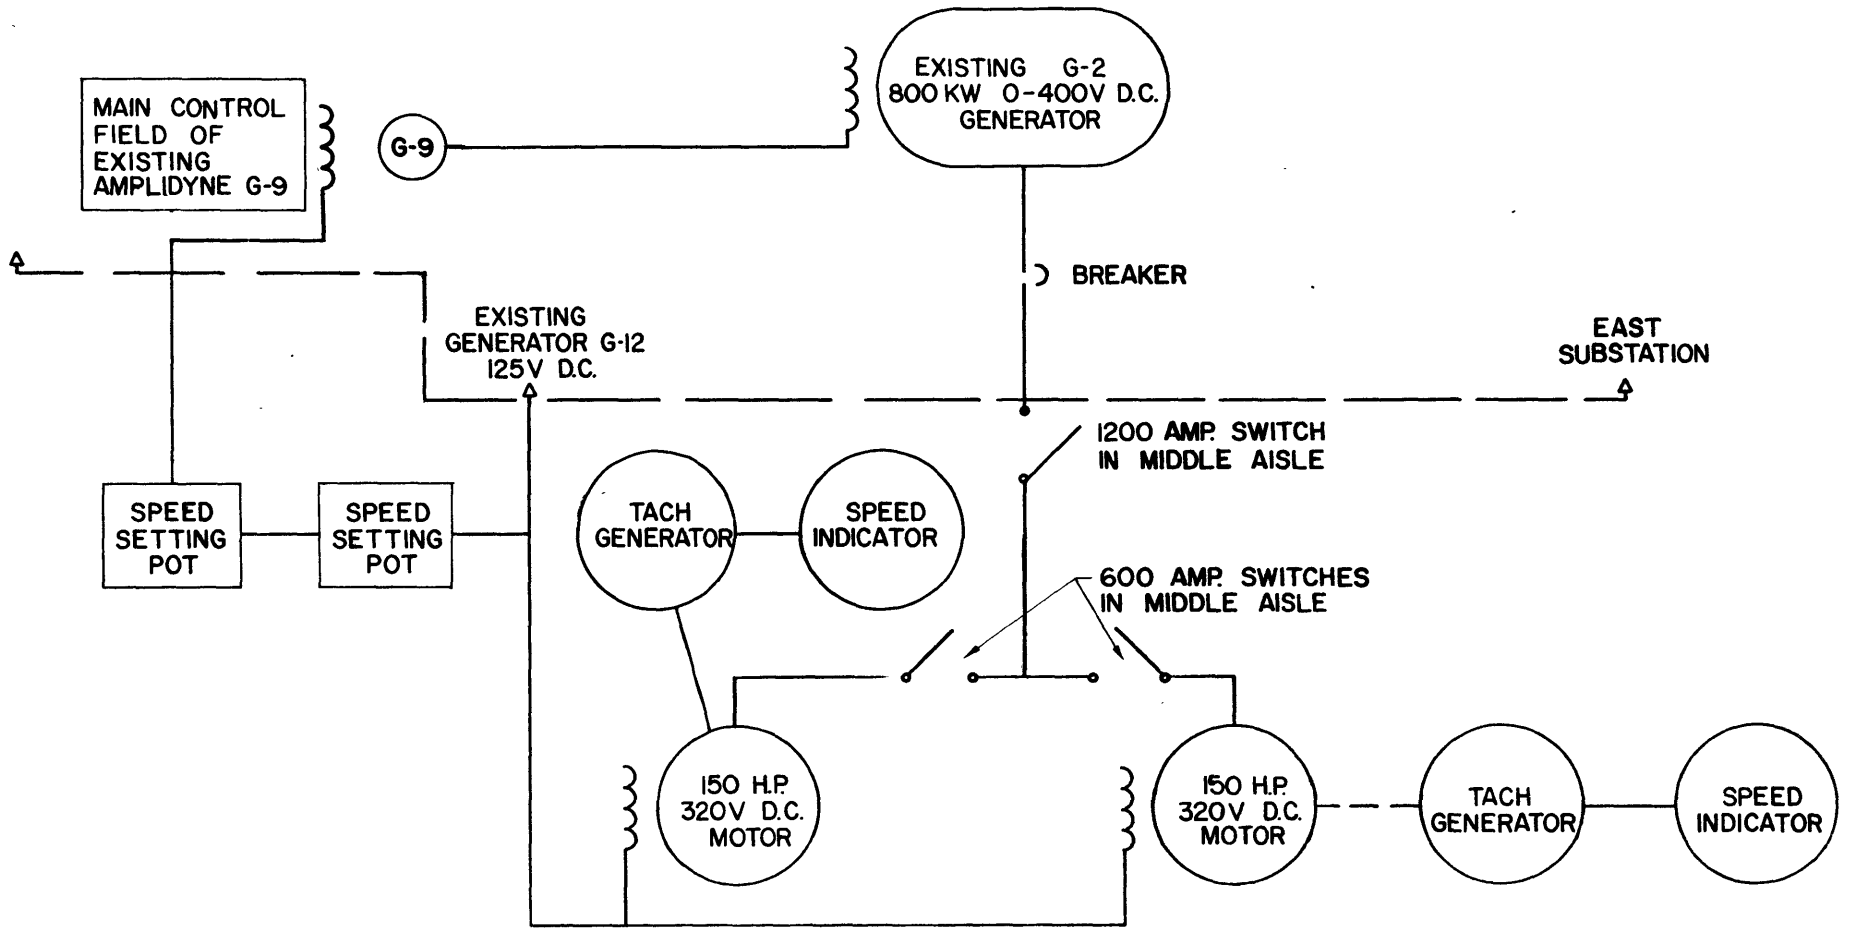 EXISTING G-2
800 KW 0-400V D.C.
GENERATOR
MAIN CONTROL
FIELD OF
EXISTING
AMPLIDYNE G-9
G-9
BREAKER
EXISTING
GENERATOR G-12
125V D.C.
EAST
SUBSTATION
1200 AMP. SWITCH
IN MIDDLE AISLE
SPEED
SETTING
POT
SPEED
SETTING
POT
TACH
GENERATOR
SPEED
INDICATOR
600 AMP. SWITCHES
IN MIDDLE AISLE
150 H.P.
320V D.C.
MOTOR
150 H.P.
320V D.C.
MOTOR
TACH
GENERATOR
SPEED
INDICATOR